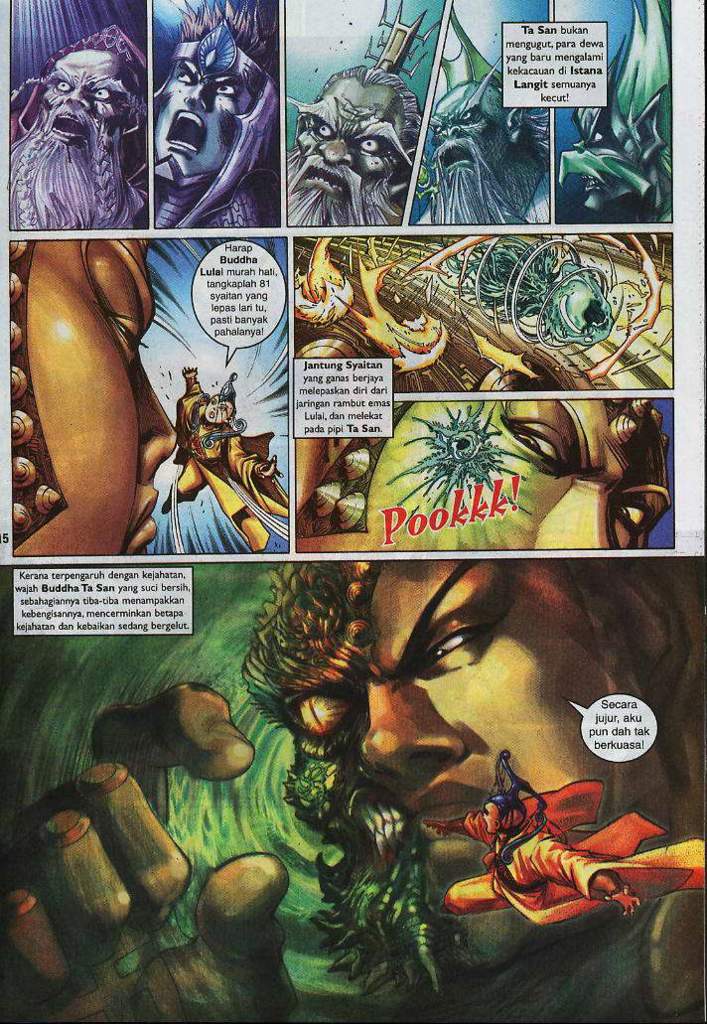 Ta San bukan
mengugut, para dewa
yang baru mengalami
kekacauan di Istana
Langit semuanya
kecut!
Harap
Buddha
Lulai murah hati,
tangkaplah 81
syaitan yang
lepas lari tu,
pasti banyak
pahalanya!
Jantung Syaitan
yang ganas berjaya
melepaskan diri dari
jaringan rambut emas
Lulai, dan melekat
pada pipi Ta San.
Pookkk!
15
Kerana terpengaruh dengan kejahatan,
wajah Buddha Ta San yang suci bersih,
sebahagiannya tiba-tiba menampakkan
kebengisannya, mencerminkan betapa
kejahatan dan kebaikan sedang bergelut.
Secara
jujur, aku
pun dah tak
berkuasa!